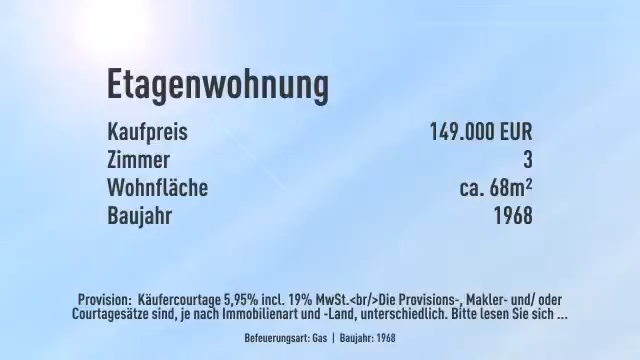 Etagenwohnung
Kaufpreis 149.000 EUR
Zimmer 3
Wohnfläche ca. 68m²
Baujahr 1968
Provision: Käufercourtage 5,95% incl. 19% MwSt.<br/>Die Provisions-, Makler- und/ oder
Courtagesätze sind, je nach Immobilienart und -Land, unterschiedlich. Bitte lesen Sie sich ...
Befeuerungsart: Gas | Baujahr: 1968